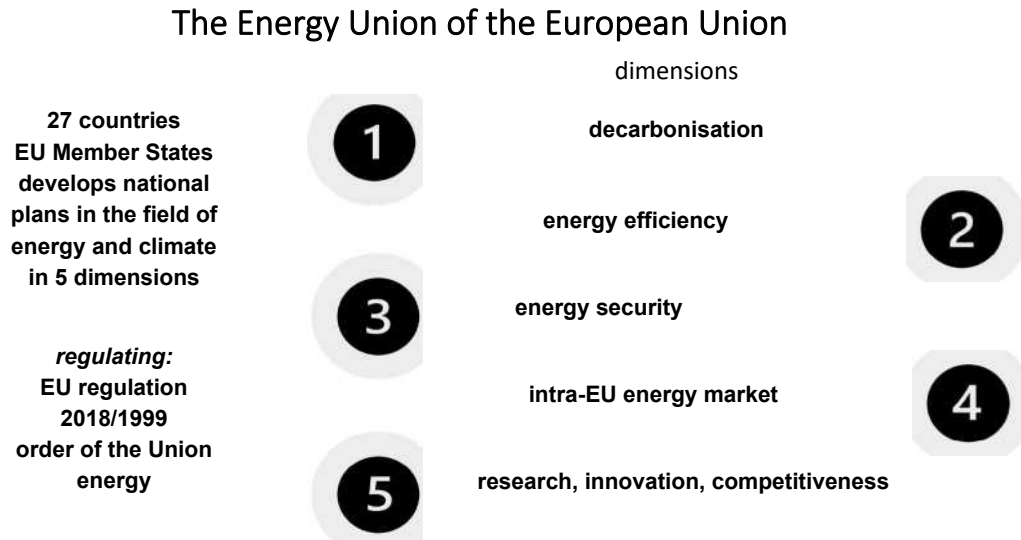 The Energy Union of the European Union
dimensions
27 countries
EU Member States
develops national
plans in the field of
energy and climate
in 5 dimensions
regulating:
EU regulation
2018/1999
order of the Union
energy
1
decarbonisation
energy efficiency
2
3
energy security
intra-EU energy market
4
5
research, innovation, competitiveness